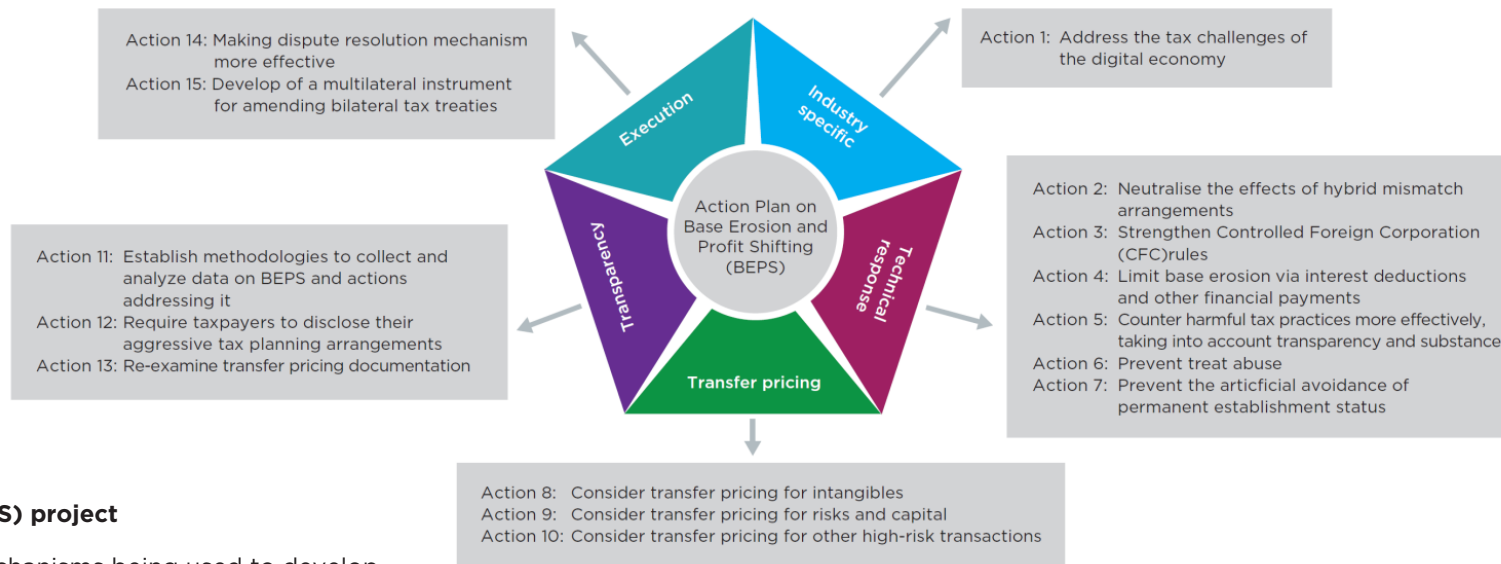 Action 14: Making dispute resolution mechanism
more effective
Action 15: Develop of a multilateral instrument
for amending bilateral tax treaties
Action 1: Address the tax challenges of
the digital economy
Execution
Industry
specific
Action Plan on
Base Erosion and
Profit Shifting
(BEPS)
Transparency
Technical
response
Transfer pricing
Action 11: Establish methodologies to collect and
analyze data on BEPS and actions
addressing it
Action 12: Require taxpayers to disclose their
aggressive tax planning arrangements
Action 13: Re-examine transfer pricing documentation
Action 2: Neutralise the effects of hybrid mismatch
arrangements
Action 3: Strengthen Controlled Foreign Corporation
(CFC)rules
Action 4: Limit base erosion via interest deductions
and other financial payments
Action 5: Counter harmful tax practices more effectively,
taking into account transparency and substance
Action 6: Prevent treat abuse
Action 7: Prevent the articficial avoidance of
permanent establishment status
Action 8: Consider transfer pricing for intangibles
Action 9: Consider transfer pricing for risks and capital
Action 10: Consider transfer pricing for other high-risk transactions
S) project
being used to develop